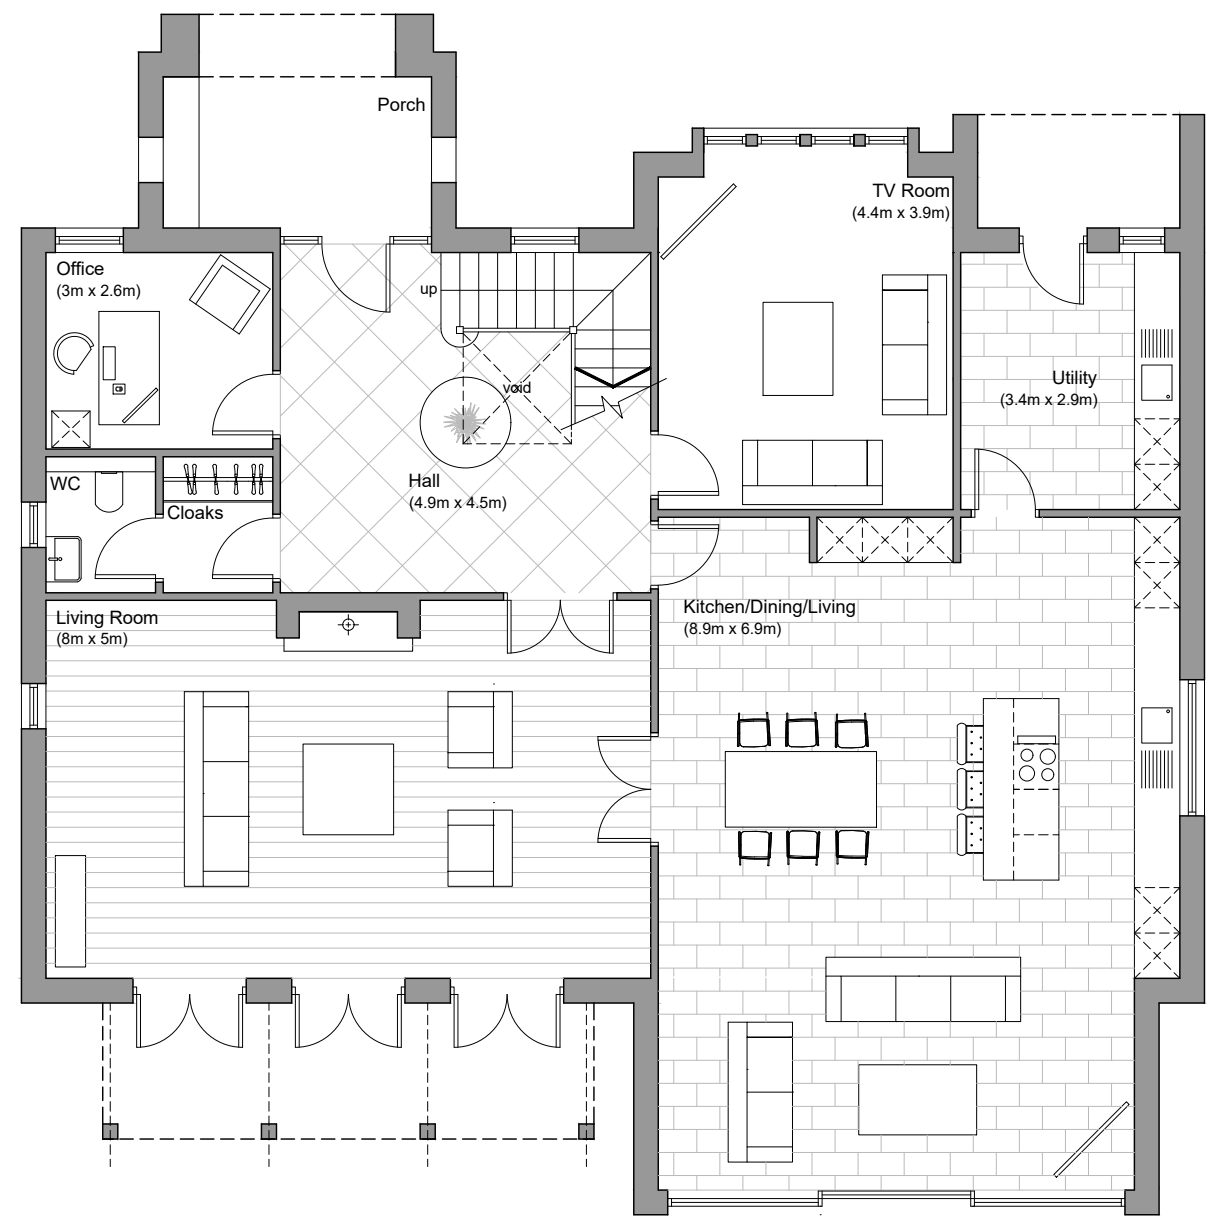 Porch
TV Room
(4.4m x 3.9m)
Office
(3m x 2.6m)
up
void
Utility
(3.4m x 2.9m)
WC
Cloaks
Hall
(4.9m x 4.5m)
Living Room
(8m x 5m)
Kitchen/Dining/Living
(8.9m x 6.9m)